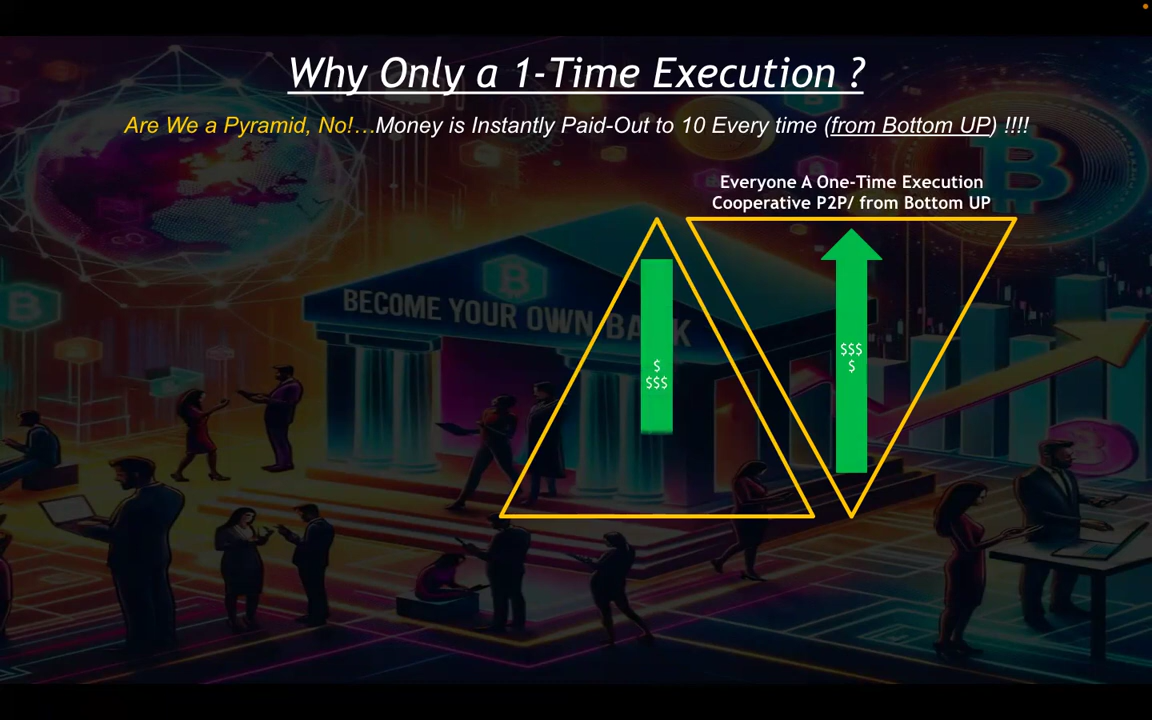 Why Only a 1-Time Execution ?
Are We a Pyramid, No!...Money is Instantly Paid-Out to 10 Every time (from Bottom UP) !!!!
Everyone A One-Time Execution
Cooperative P2P/ from Bottom UP
BECOME YOUR OWN BANK
$
$$$
$$$
$